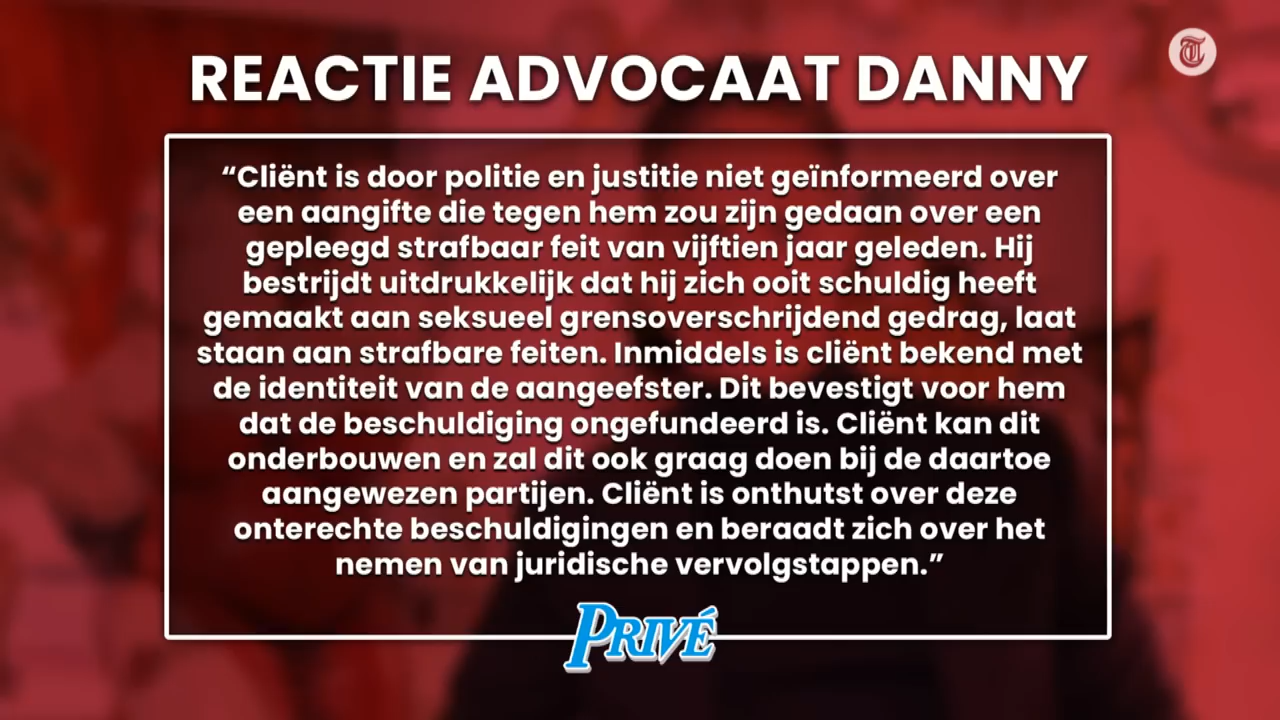 REACTIE ADVOCAAT DANNY
T
“Cliënt is door politie en justitie niet geïnformeerd over
een aangifte die tegen hem zou zijn gedaan over een
gepleegd strafbaar feit van vijftien jaar geleden. Hij
bestrijdt uitdrukkelijk dat hij zich ooit schuldig heeft
gemaakt aan seksueel grensoverschrijdend gedrag, laat
staan aan strafbare feiten. Inmiddels is cliënt bekend met
de identiteit van de aangeefster. Dit bevestigt voor hem
dat de beschuldiging ongefundeerd is. Cliënt kan dit
onderbouwen en zal dit ook graag doen bij de daartoe
aangewezen partijen. Cliënt is onthutst over deze
onterechte beschuldigingen en beraadt zich over het
nemen van juridische vervolgstappen.”
PRIVÉ